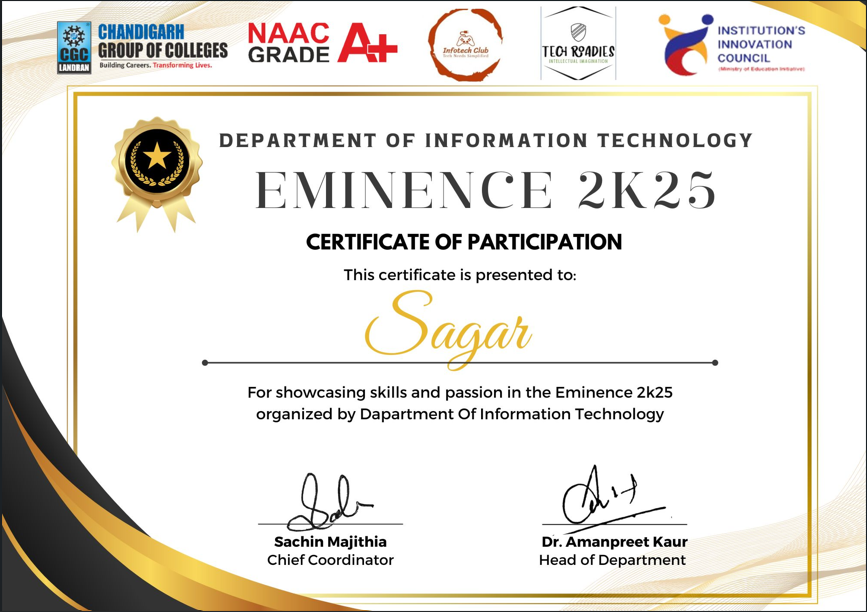 CGC
LANDRAN
CHANDIGARH
GROUP OF COLLEGES
Building Careers. Transforming Lives.
NAAC
GRADE A+
Infotech Club
TECH ROADIES
INTELLECTUAL IMAGINATION
INSTITUTION'S
INNOVATION
COUNCIL
(Ministry of Education Initiative)
DEPARTMENT OF INFORMATION TECHNOLOGY
EMINENCE 2K25
CERTIFICATE OF PARTICIPATION
This certificate is presented to:
Sagar
For showcasing skills and passion in the Eminence 2k25
organized by Dapartment Of Information Technology
Sachin Majithia
Chief Coordinator
Dr. Amanpreet Kaur
Head of Department